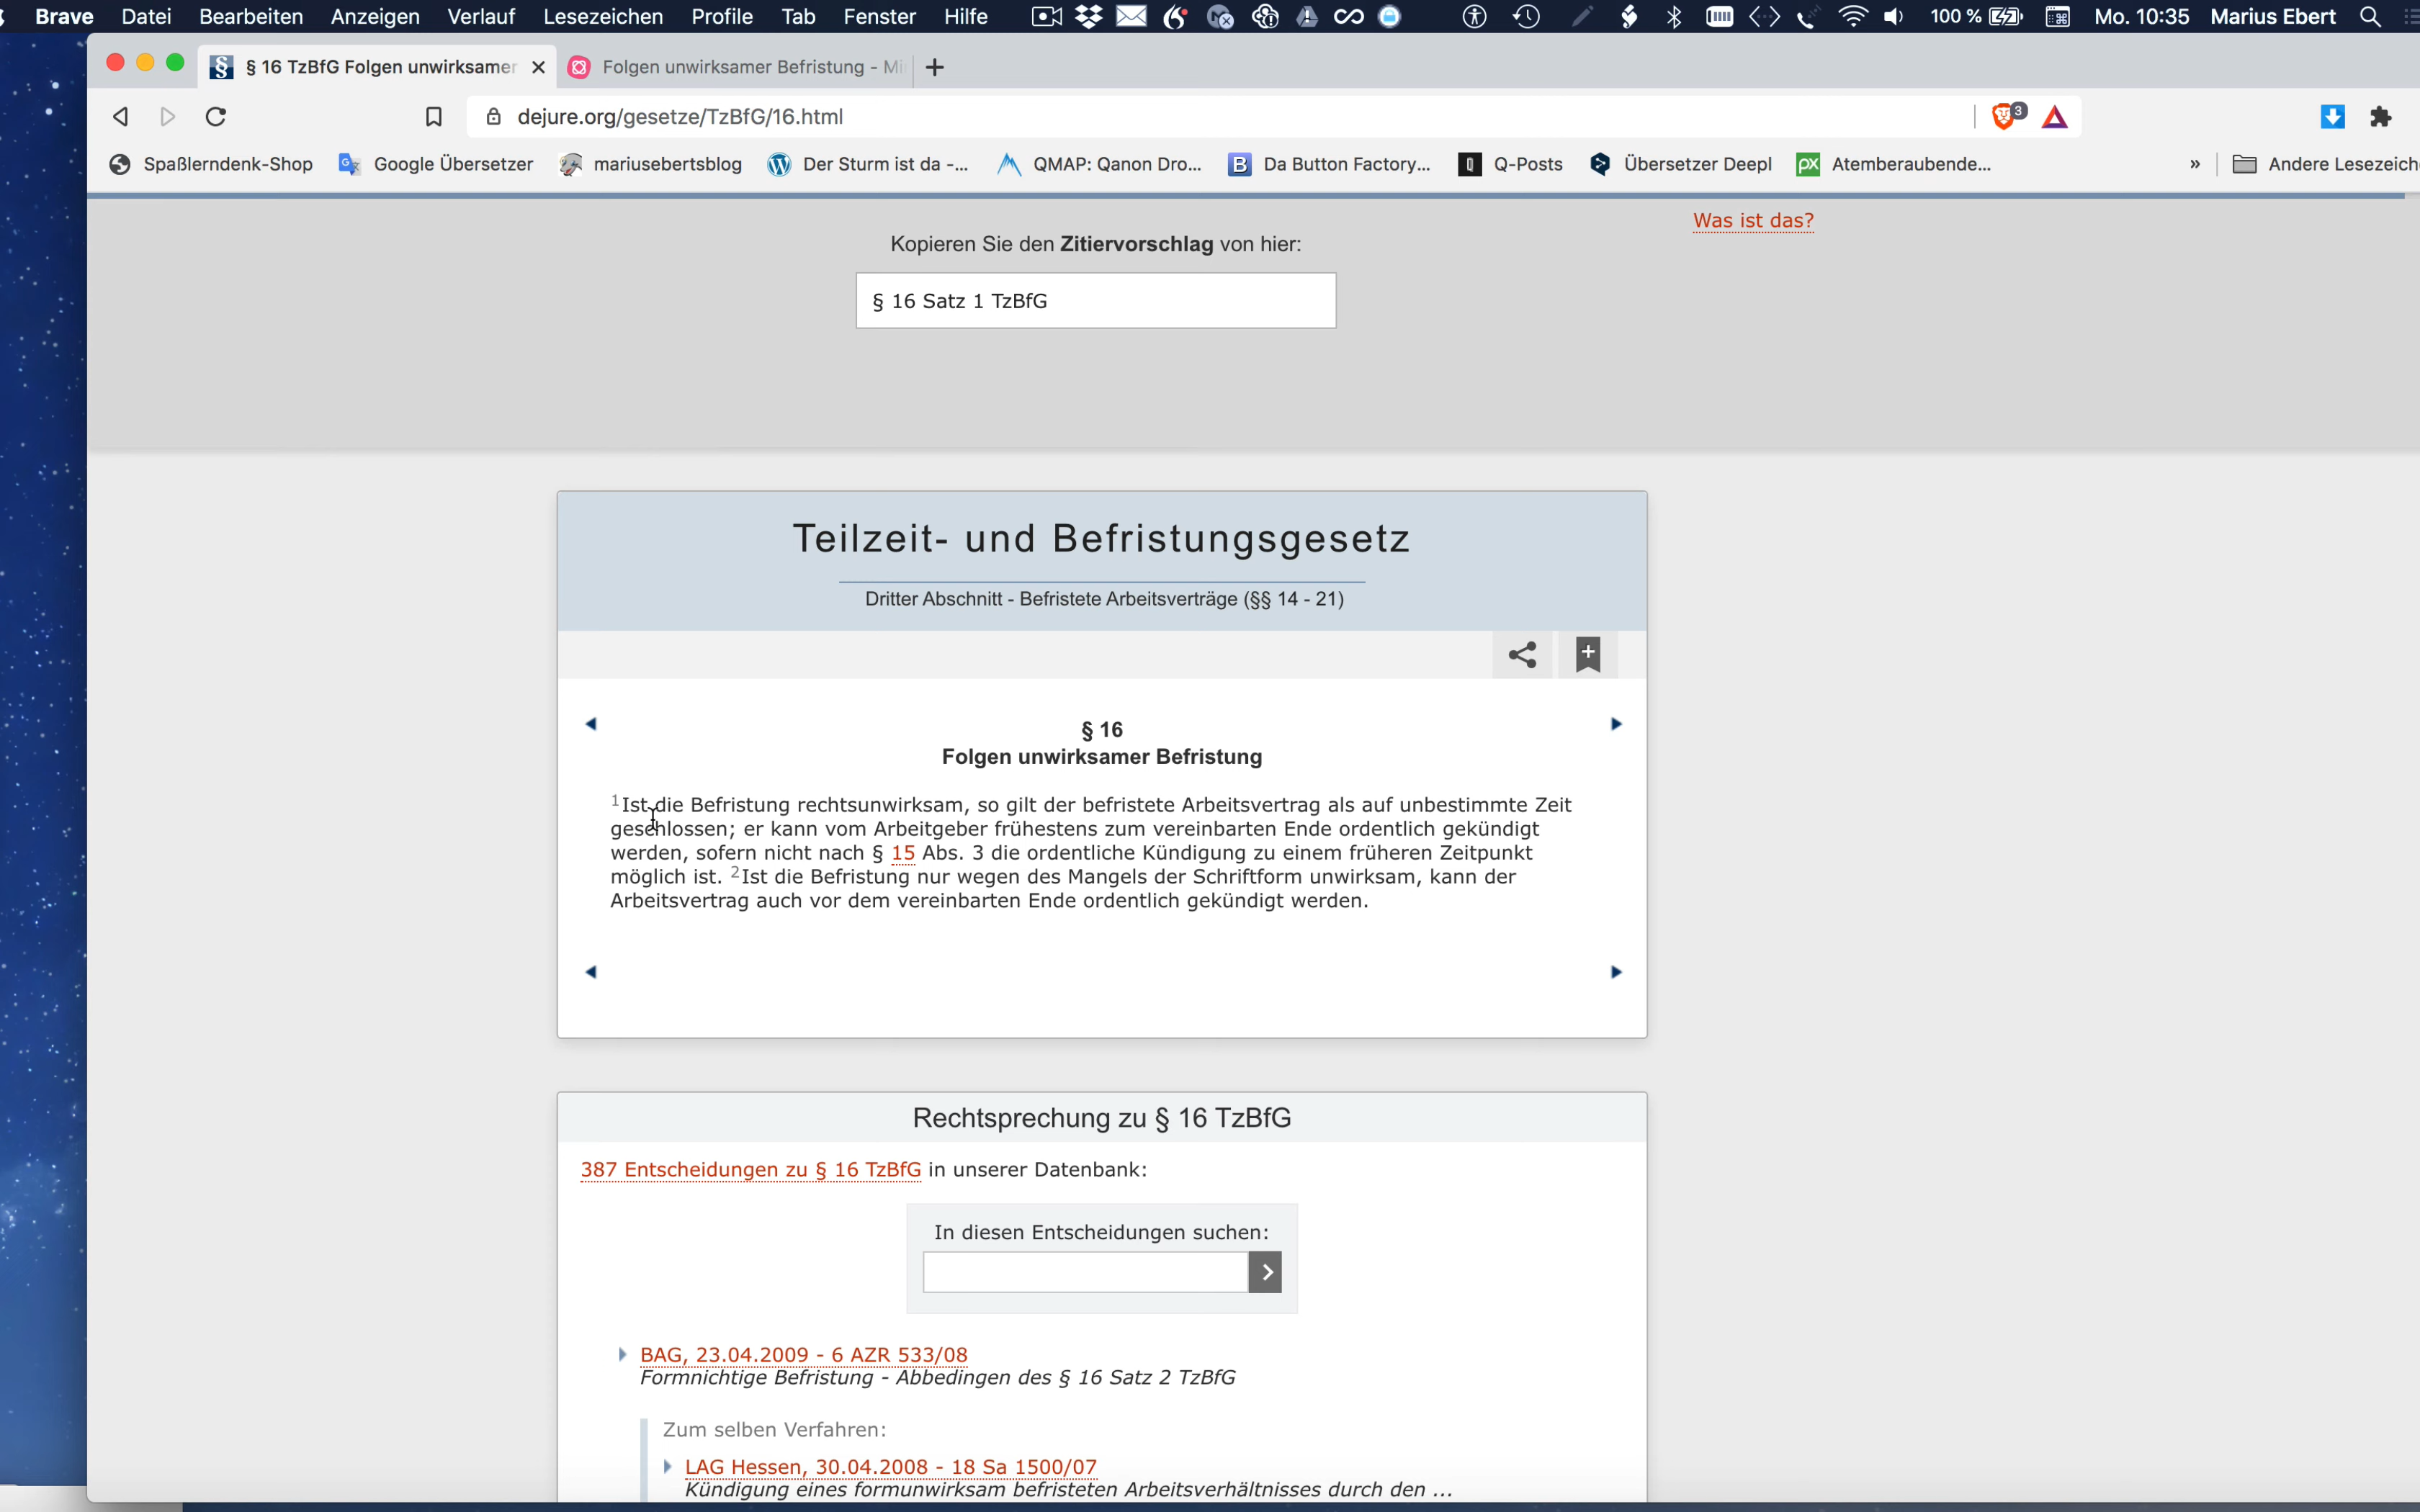 Brave Datei Bearbeiten Anzeigen Verlauf Lesezeichen Profile Tab Fenster Hilfe 100 % Mo. 10:35 Marius Ebert
§ 16 TzBfG Folgen unwirksamer Folgen unwirksamer Befristung - Mi
dejure.org/gesetze/TzBfG/16.html 3
Spaßlerndenk-Shop Google Übersetzer mariusebertsblog Der Sturm ist da -... QMAP: Qanon Dro... Da Button Factory... Q-Posts Übersetzer Deepl Atemberaubende... » Andere Lesezeich
Was ist das?
Kopieren Sie den Zitiervorschlag von hier:
§ 16 Satz 1 TzBfG
Teilzeit- und Befristungsgesetz
Dritter Abschnitt - Befristete Arbeitsverträge (§§ 14 - 21)
§ 16
Folgen unwirksamer Befristung
1Ist die Befristung rechtsunwirksam, so gilt der befristete Arbeitsvertrag als auf unbestimmte Zeit
geschlossen; er kann vom Arbeitgeber frühestens zum vereinbarten Ende ordentlich gekündigt
werden, sofern nicht nach § 15 Abs. 3 die ordentliche Kündigung zu einem früheren Zeitpunkt
möglich ist. 2Ist die Befristung nur wegen des Mangels der Schriftform unwirksam, kann der
Arbeitsvertrag auch vor dem vereinbarten Ende ordentlich gekündigt werden.
Rechtsprechung zu § 16 TzBfG
387 Entscheidungen zu § 16 TzBfG in unserer Datenbank:
In diesen Entscheidungen suchen:
BAG, 23.04.2009 - 6 AZR 533/08
Formnichtige Befristung - Abbedingen des § 16 Satz 2 TzBfG
Zum selben Verfahren:
LAG Hessen, 30.04.2008 - 18 Sa 1500/07
Kündigung eines formunwirksam befristeten Arbeitsverhältnisses durch den ...